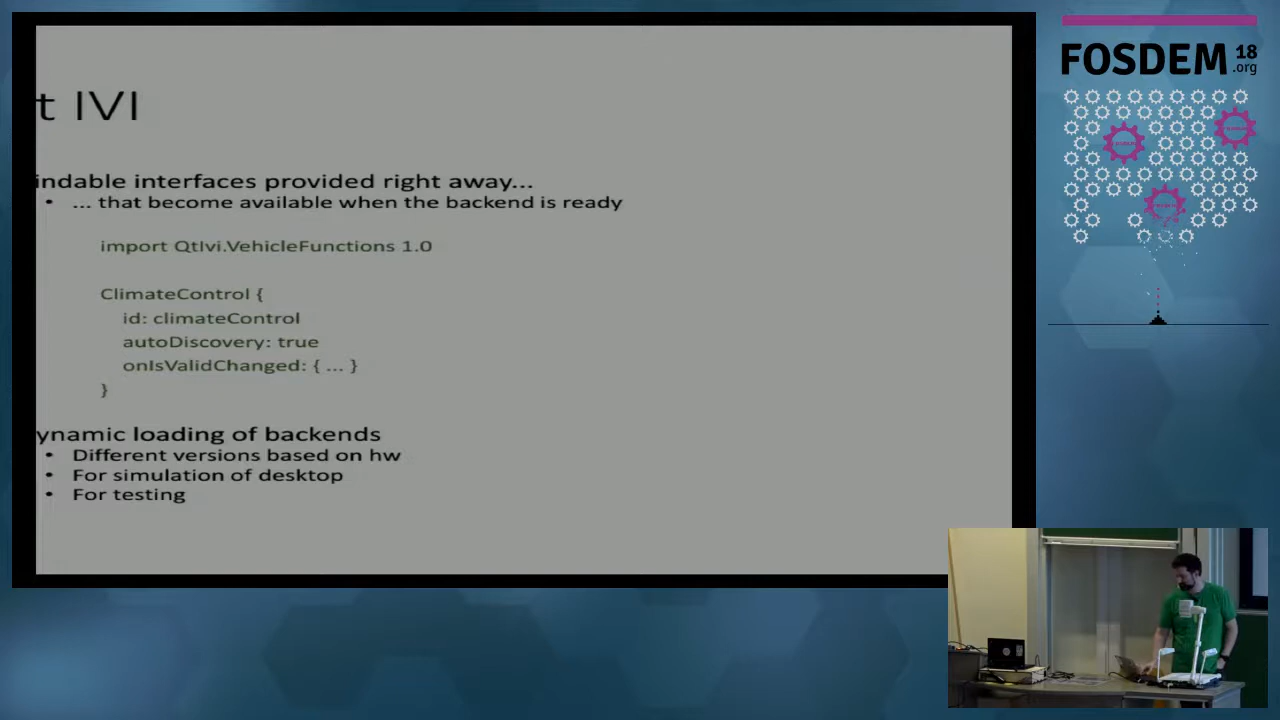 t IVI
indable interfaces provided right away...
• ... that become available when the backend is ready
import QtIvi.VehicleFunctions 1.0
ClimateControl {
id: climateControl
autoDiscovery: true
onIsValidChanged: { ... }
}
ynamic loading of backends
• Different versions based on hw
• For simulation of desktop
• For testing
FOSDEM 18
.org